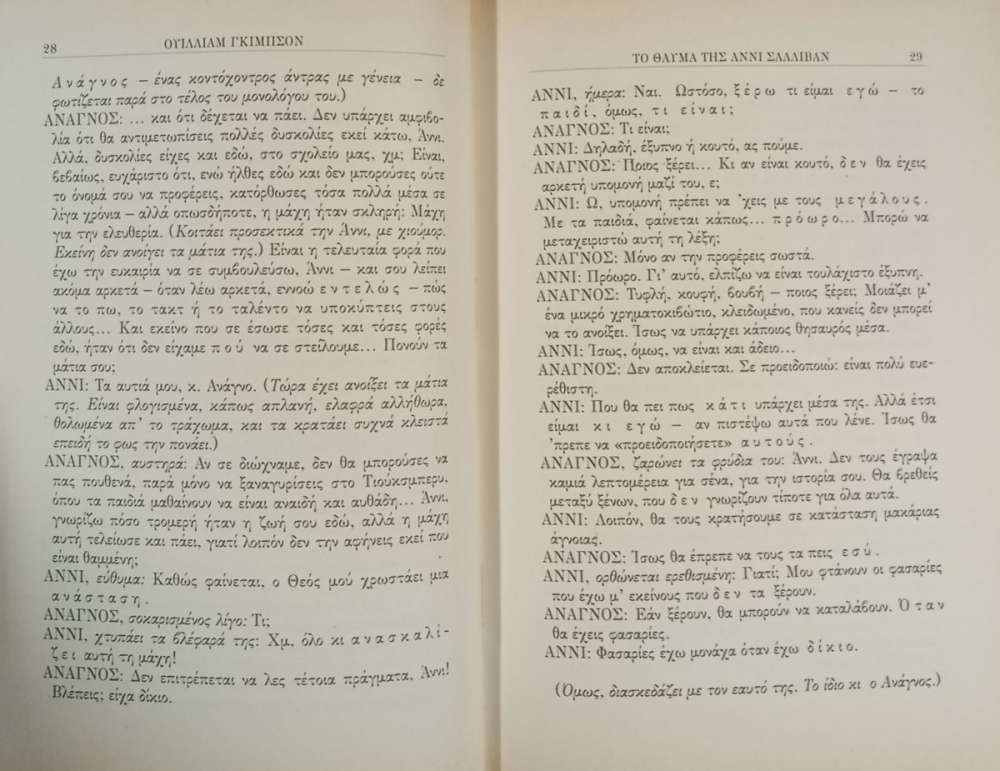 28
ΟΥΙΛΛΙΑΜ ΓΚΙΜΠΣΟΝ
Ανάγνος – ένας κοντόχοντρος άντρας με γένεια – δε
φωτίζεται παρά στο τέλος του μονολόγου του.)
ΑΝΑΓΝΟΣ: ... και ότι δέχεται να πάει. Δεν υπάρχει αμφιβο-
λία ότι θα αντιμετωπίσεις πολλές δυσκολίες εκεί κάτω, Άννι.
Αλλά, δυσκολίες είχες και εδώ, στο σχολείο μας, χμ; Είναι,
βεβαίως, ευχάριστο ότι, ενώ ήλθες εδώ και δεν μπορούσες ούτε
το όνομά σου να προφέρεις, κατόρθωσες τόσα πολλά μέσα σε
λίγα χρόνια – αλλά οπωσδήποτε, η μάχη ήταν σκληρή: Μάχη
για την ελευθερία. (Κοιτάει προσεκτικά την Άννι, με χιούμορ.
Εκείνη δεν ανοίγει τα μάτια της.) Είναι η τελευταία φορά που
έχω την ευκαιρία να σε συμβουλεύσω, Άννι – και σου λείπει
ακόμα αρκετά – όταν λέω αρκετά, εννοώ εντελώς – πώς
να το πω, το τακτ ή το ταλέντο να υποκύπτεις στους
άλλους... Και εκείνο που σε έσωσε τόσες και τόσες φορές
εδώ, ήταν ότι δεν είχαμε πού να σε στείλουμε... Πονούν τα
μάτια σου;
ΑΝΝΙ: Τα αυτιά μου, κ. Ανάγνο. (Τώρα έχει ανοίξει τα μάτια
της. Είναι φλογισμένα, κάπως απλανή, ελαφρά αλλήθωρα,
θολωμένα απ' το τράχωμα, και τα κρατάει συχνά κλειστά
επειδή το φως την πονάει.)
ΑΝΑΓΝΟΣ, αυστηρά: Αν σε διώχναμε, δεν θα μπορούσες να
πας πουθενά, παρά μόνο να ξαναγυρίσεις στο Τιούκσμπερυ,
όπου τα παιδιά μαθαίνουν να είναι αναιδή και αυθάδη... Άννι,
γνωρίζω πόσο τρομερή ήταν η ζωή σου εδώ, αλλά η μάχη
αυτή τελείωσε και πάει, γιατί λοιπόν δεν την αφήνεις εκεί που
είναι θαμμένη;
ΑΝΝΙ, εύθυμα: Καθώς φαίνεται, ο Θεός μού χρωστάει μια
ανάσταση.
ΑΝΑΓΝΟΣ, σοκαρισμένος λίγο: Τι;
ΑΝΝΙ, χτυπάει τα βλέφαρά της: Χμ, όλο κι ανασκαλί-
ζει αυτή τη μάχη!
ΑΝΑΓΝΟΣ: Δεν επιτρέπεται να λες τέτοια πράγματα, Άννι!
Βλέπεις; είχα δίκιο.
ΤΟ ΘΑΥΜΑ ΤΗΣ ΑΝΝΙ ΣΑΛΛΙΒΑΝ
29
ΑΝΝΙ, ήμερα: Ναι. Ωστόσο, ξέρω τι είμαι εγώ – το
παιδί, όμως, τι είναι;
ΑΝΑΓΝΟΣ: Τι είναι;
ΑΝΝΙ: Δηλαδή, έξυπνο ή κουτό, ας πούμε.
ΑΝΑΓΝΟΣ: Ποιος ξέρει... Κι αν είναι κουτό, δεν θα έχεις
αρκετή υπομονή μαζί του, ε;
ΑΝΝΙ: Ω, υπομονή πρέπει να 'χεις με τους μεγάλους.
Με τα παιδιά, φαίνεται κάπως... πρόωρο... Μπορώ να
μεταχειριστώ αυτή τη λέξη;
ΑΝΑΓΝΟΣ: Μόνο αν την προφέρεις σωστά.
ΑΝΝΙ: Πρόωρο. Γι' αυτό, ελπίζω να είναι τουλάχιστο έξυπνη.
ΑΝΑΓΝΟΣ: Τυφλή, κουφή, βουβή – ποιος ξέρει; Μοιάζει μ'
ένα μικρό χρηματοκιβώτιο, κλειδωμένο, που κανείς δεν μπορεί
να το ανοίξει. Ίσως να υπάρχει κάποιος θησαυρός μέσα.
ΑΝΝΙ: Ίσως, όμως, να είναι και άδειο...
ΑΝΑΓΝΟΣ: Δεν αποκλείεται. Σε προειδοποιώ: είναι πολύ ευε-
ρέθιστη.
ΑΝΝΙ: Που θα πει πως κάτι υπάρχει μέσα της. Αλλά έτσι
είμαι κι εγώ – αν πιστέψω αυτά που λένε. Ίσως θα
'πρεπε να «προειδοποιήσετε» αυτούς.
ΑΝΑΓΝΟΣ, ζαρώνει τα φρύδια του: Άννι. Δεν τους έγραψα
καμιά λεπτομέρεια για σένα, για την ιστορία σου. Θα βρεθείς
μεταξύ ξένων, που δεν γνωρίζουν τίποτε για όλα αυτά.
ΑΝΝΙ: Λοιπόν, θα τους κρατήσουμε σε κατάσταση μακάριας
άγνοιας.
ΑΝΑΓΝΟΣ: Ίσως θα έπρεπε να τους τα πεις εσύ.
ΑΝΝΙ, ορθώνεται ερεθισμένη: Γιατί; Μου φτάνουν οι φασαρίες
που έχω μ' εκείνους που δεν τα ξέρουν.
ΑΝΑΓΝΟΣ: Εάν ξέρουν, θα μπορούν να καταλάβουν. Όταν
θα έχεις φασαρίες.
ΑΝΝΙ: Φασαρίες έχω μονάχα όταν έχω δίκιο.
(Όμως, διασκεδάζει με τον εαυτό της. Το ίδιο κι ο Ανάγνος.)